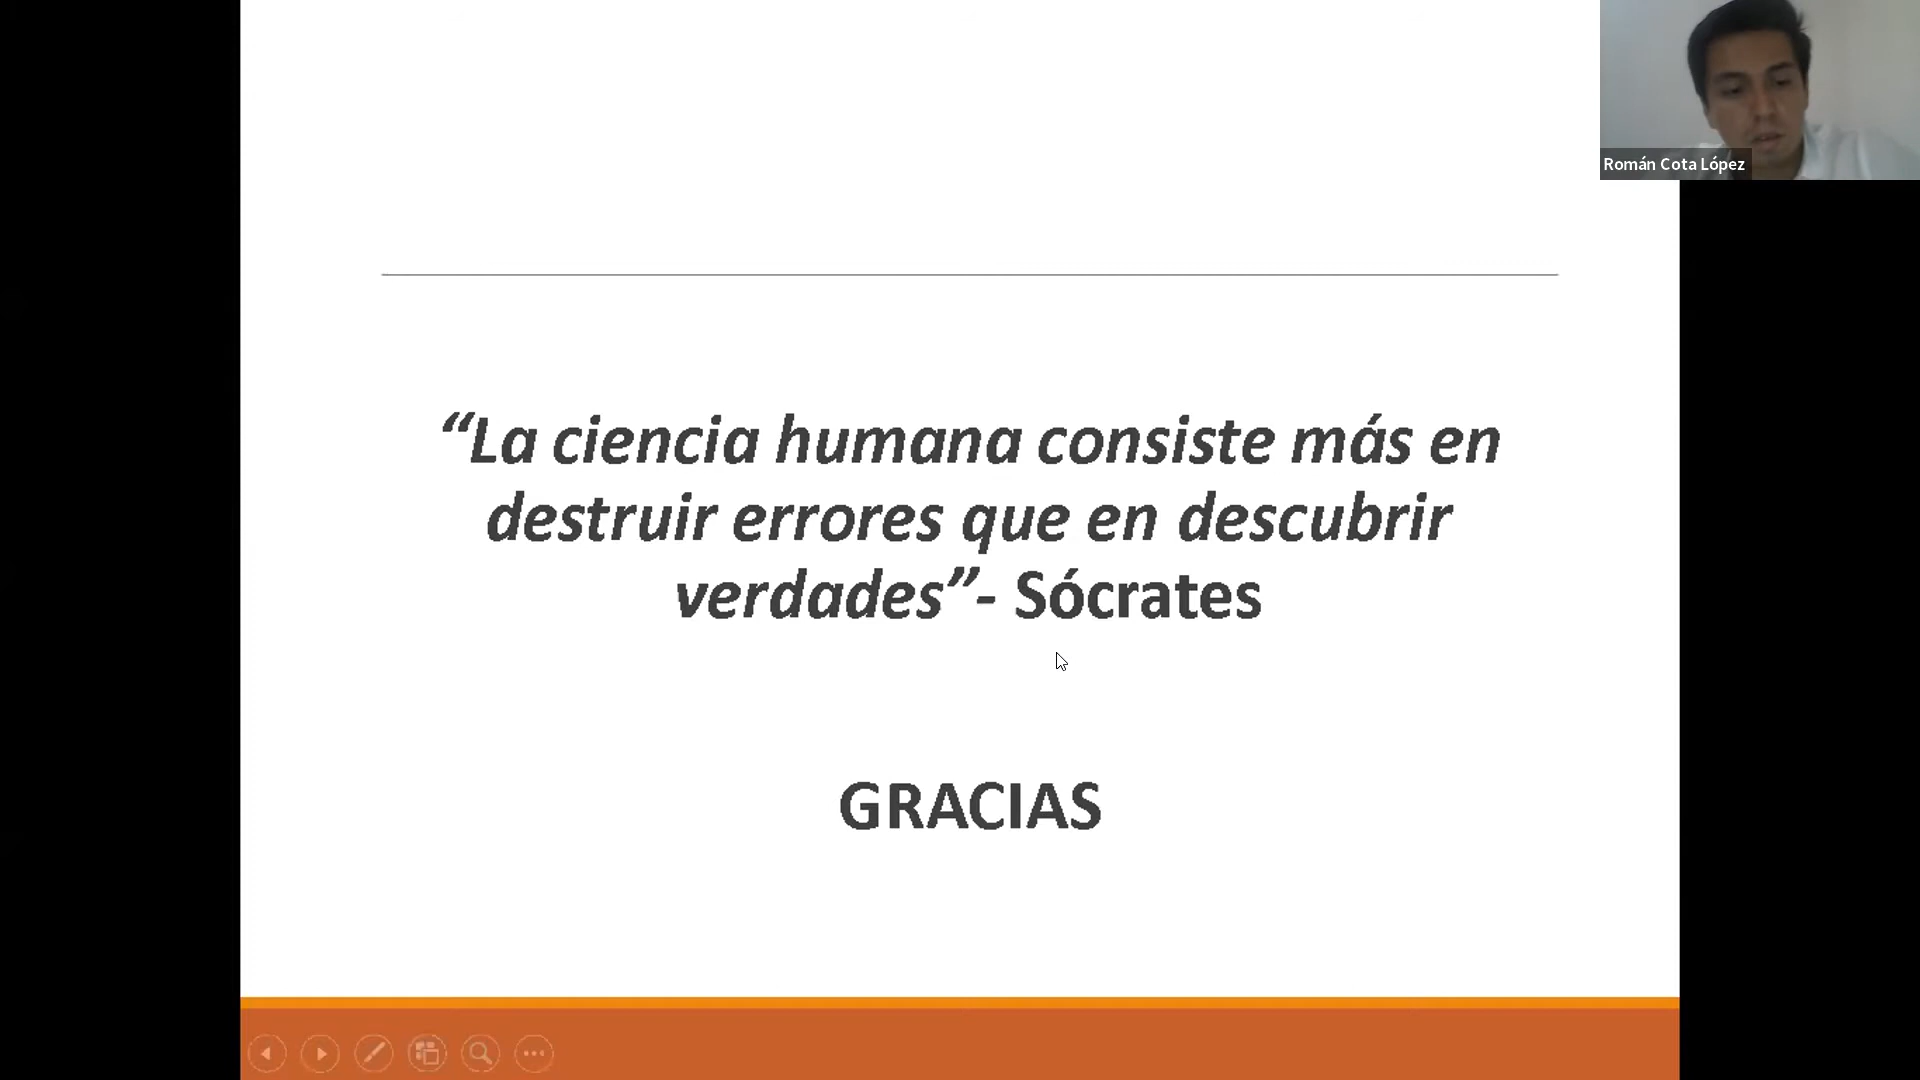 Román Cota López
“La ciencia humana consiste más en
destruir errores que en descubrir
verdades”- Sócrates
GRACIAS